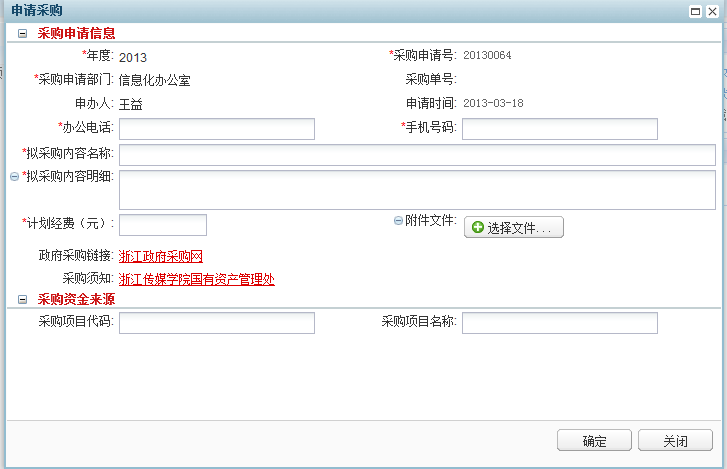 申请采购
采购申请信息
*年度: 2013 *采购申请号: 20130064
*采购申请部门: 信息化办公室 采购单号:
申办人: 王益 申请时间: 2013-03-18
*办公电话: *手机号码:
*拟采购内容名称:
*拟采购内容明细:
*计划经费（元）: 附件文件: 选择文件...
政府采购链接: 浙江政府采购网
采购须知: 浙江传媒学院国有资产管理处
采购资金来源
采购项目代码: 采购项目名称:
确定 关闭